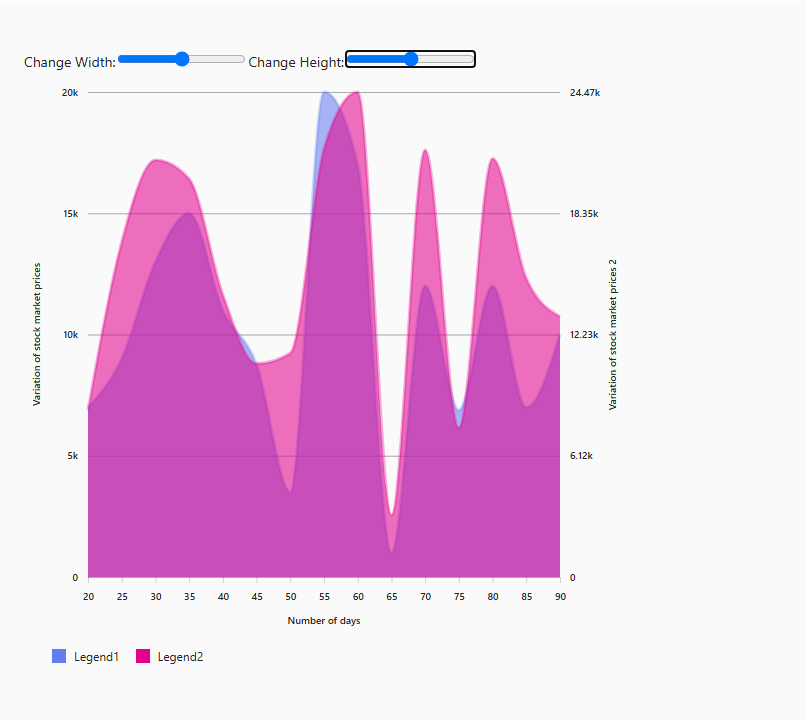 Change Width: Change Height:
20k 24.47k
15k 18.35k
Variation of stock market prices
Variation of stock market prices 2
10k 12.23k
5k 6.12k
0 0
20 25 30 35 40 45 50 55 60 65 70 75 80 85 90
Number of days
Legend1 Legend2